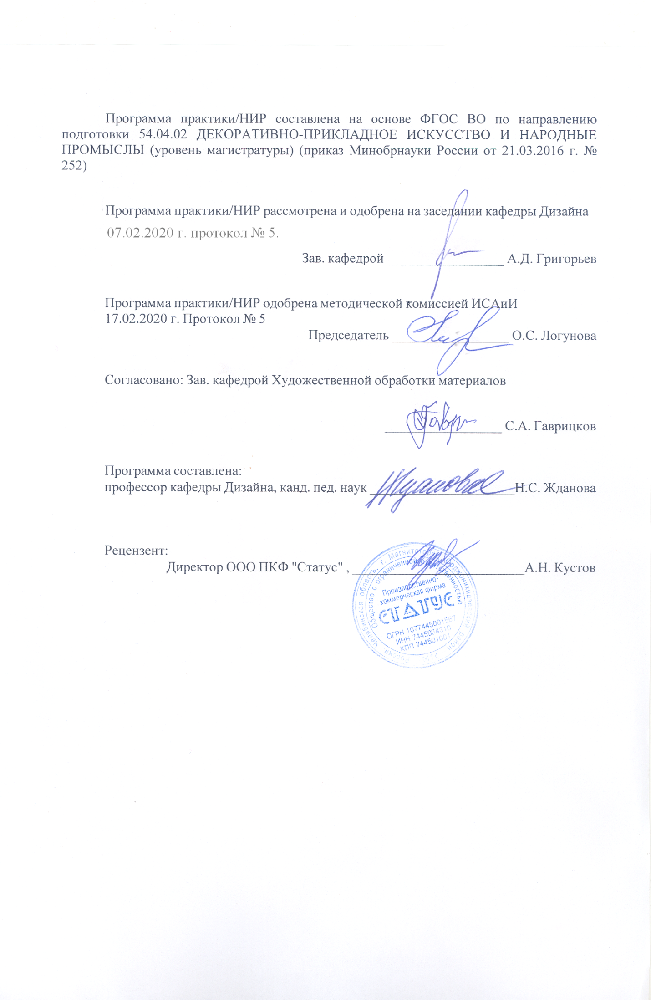 Программа практики/НИР составлена на основе ФГОС ВО по направлению
подготовки 54.04.02 ДЕКОРАТИВНО-ПРИКЛАДНОЕ ИСКУССТВО И НАРОДНЫЕ
ПРОМЫСЛЫ (уровень магистратуры) (приказ Минобрнауки России от 21.03.2016 г. №
252)
Программа практики/НИР рассмотрена и одобрена на заседании кафедры Дизайна
07.02.2020 г. протокол № 5.
Зав. кафедрой __________________ А.Д. Григорьев
Программа практики/НИР одобрена методической комиссией ИСАиИ
17.02.2020 г. Протокол № 5
Председатель __________________ О.С. Логунова
Согласовано: Зав. кафедрой Художественной обработки материалов
__________________ С.А. Гаврицков
Программа составлена:
профессор кафедры Дизайна, канд. пед. наук ______________________Н.С. Жданова
Рецензент:
Директор ООО ПКФ "Статус" , __________________________А.Н. Кустов
Россия, Челябинская область, г. Магнитогорск, Орджоникидзевский район
Общество с ограниченной ответственностью
Производственно-
коммерческая фирма
СТАТУС
ОГРН 1077445001567
ИНН 7445034310
КПП 744501001